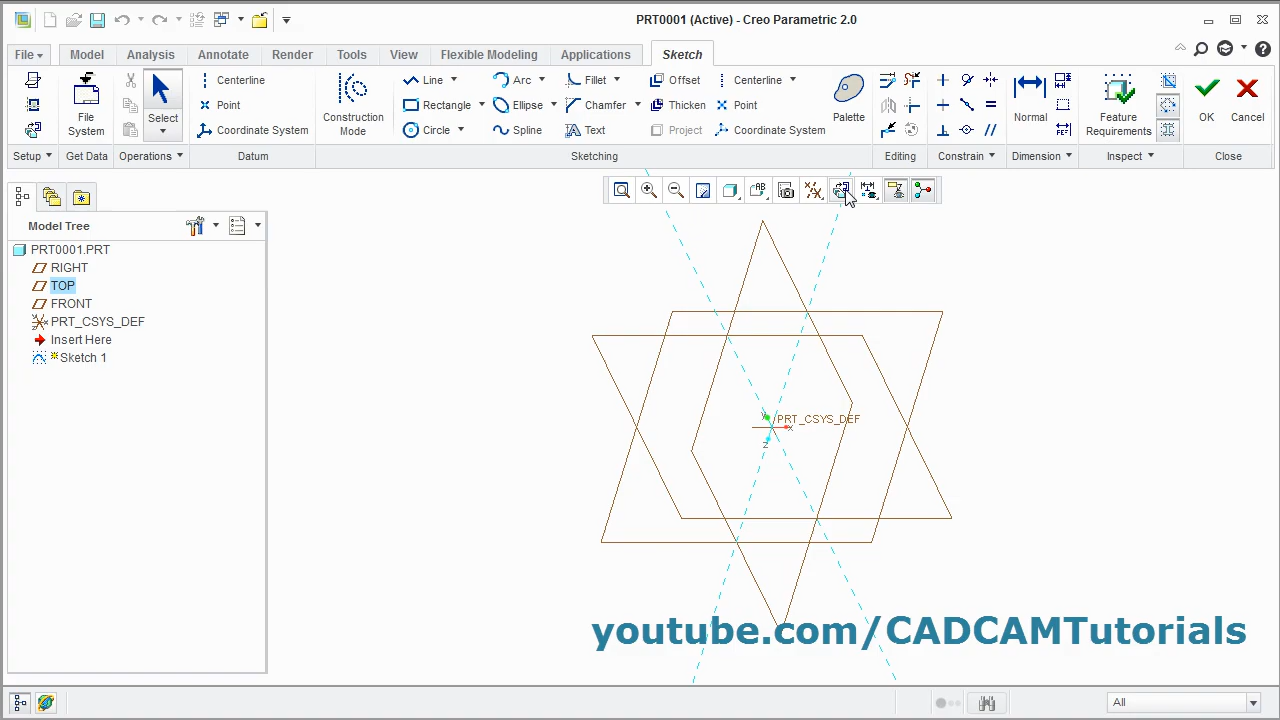 PRT0001 (Active) - Creo Parametric 2.0
File
Model
Analysis
Annotate
Render
Tools
View
Flexible Modeling
Applications
Sketch
Setup
File System
Get Data
Select
Operations
Centerline
Point
Coordinate System
Datum
Construction Mode
Line
Rectangle
Circle
Arc
Ellipse
Spline
Fillet
Chamfer
Text
Offset
Thicken
Project
Centerline
Point
Coordinate System
Palette
Sketching
Editing
Constrain
Normal
Dimension
Feature Requirements
Inspect
OK
Cancel
Close
Model Tree
PRT0001.PRT
RIGHT
TOP
FRONT
PRT_CSYS_DEF
Insert Here
Sketch 1
PRT_CSYS_DEF
X
Y
Z
youtube.com/CADCAMTutorials
All